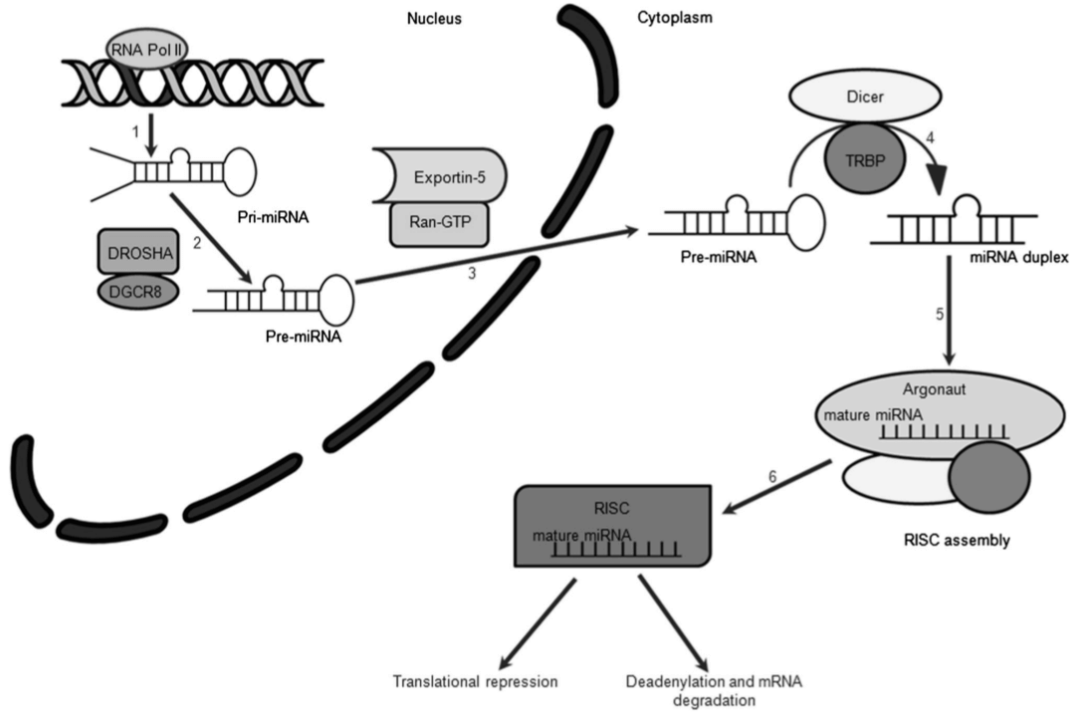 Nucleus
Cytoplasm
RNA Pol II
1
Pri-miRNA
2
DROSHA
DGCR8
Pre-miRNA
Exportin-5
Ran-GTP
3
Pre-miRNA
Dicer
TRBP
4
miRNA duplex
5
Argonaut
mature miRNA
RISC assembly
6
RISC
mature miRNA
Translational repression
Deadenylation and mRNA
degradation